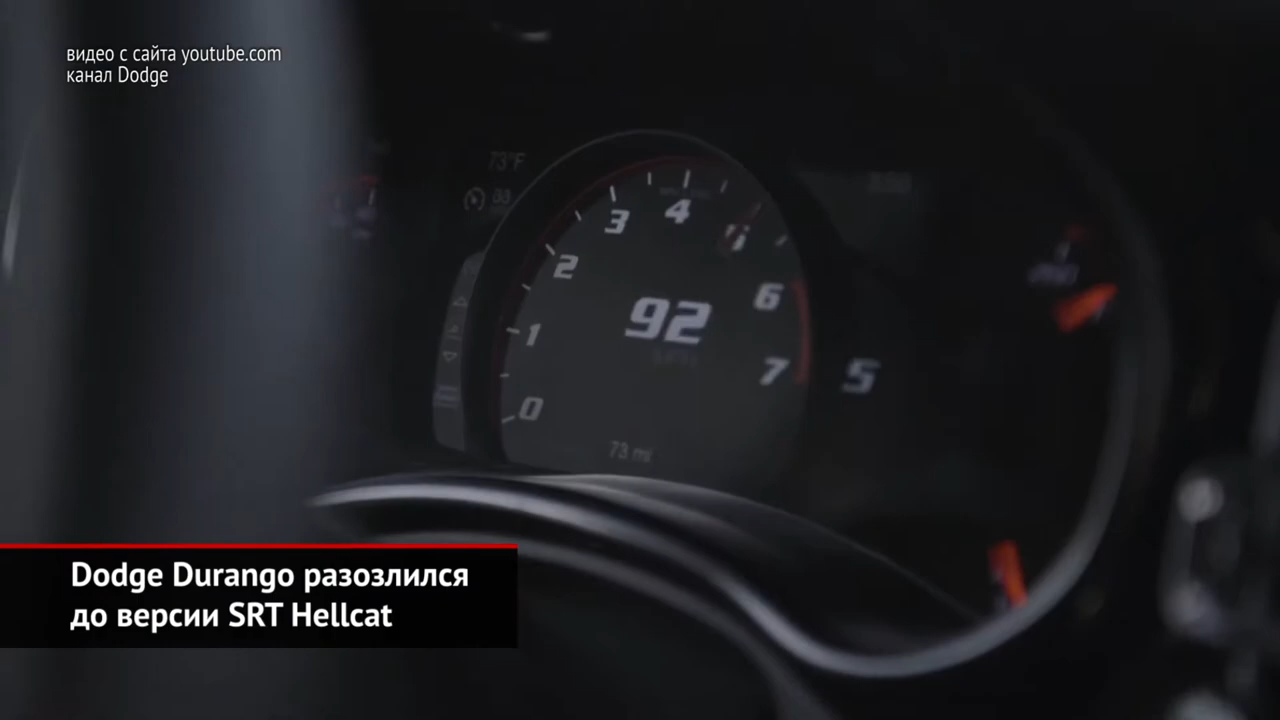 видео с сайта youtube.com
канал Dodge
73°F
3
4
2
6
92
1
7
5
0
73 mi
Dodge Durango разозлился
до версии SRT Hellcat